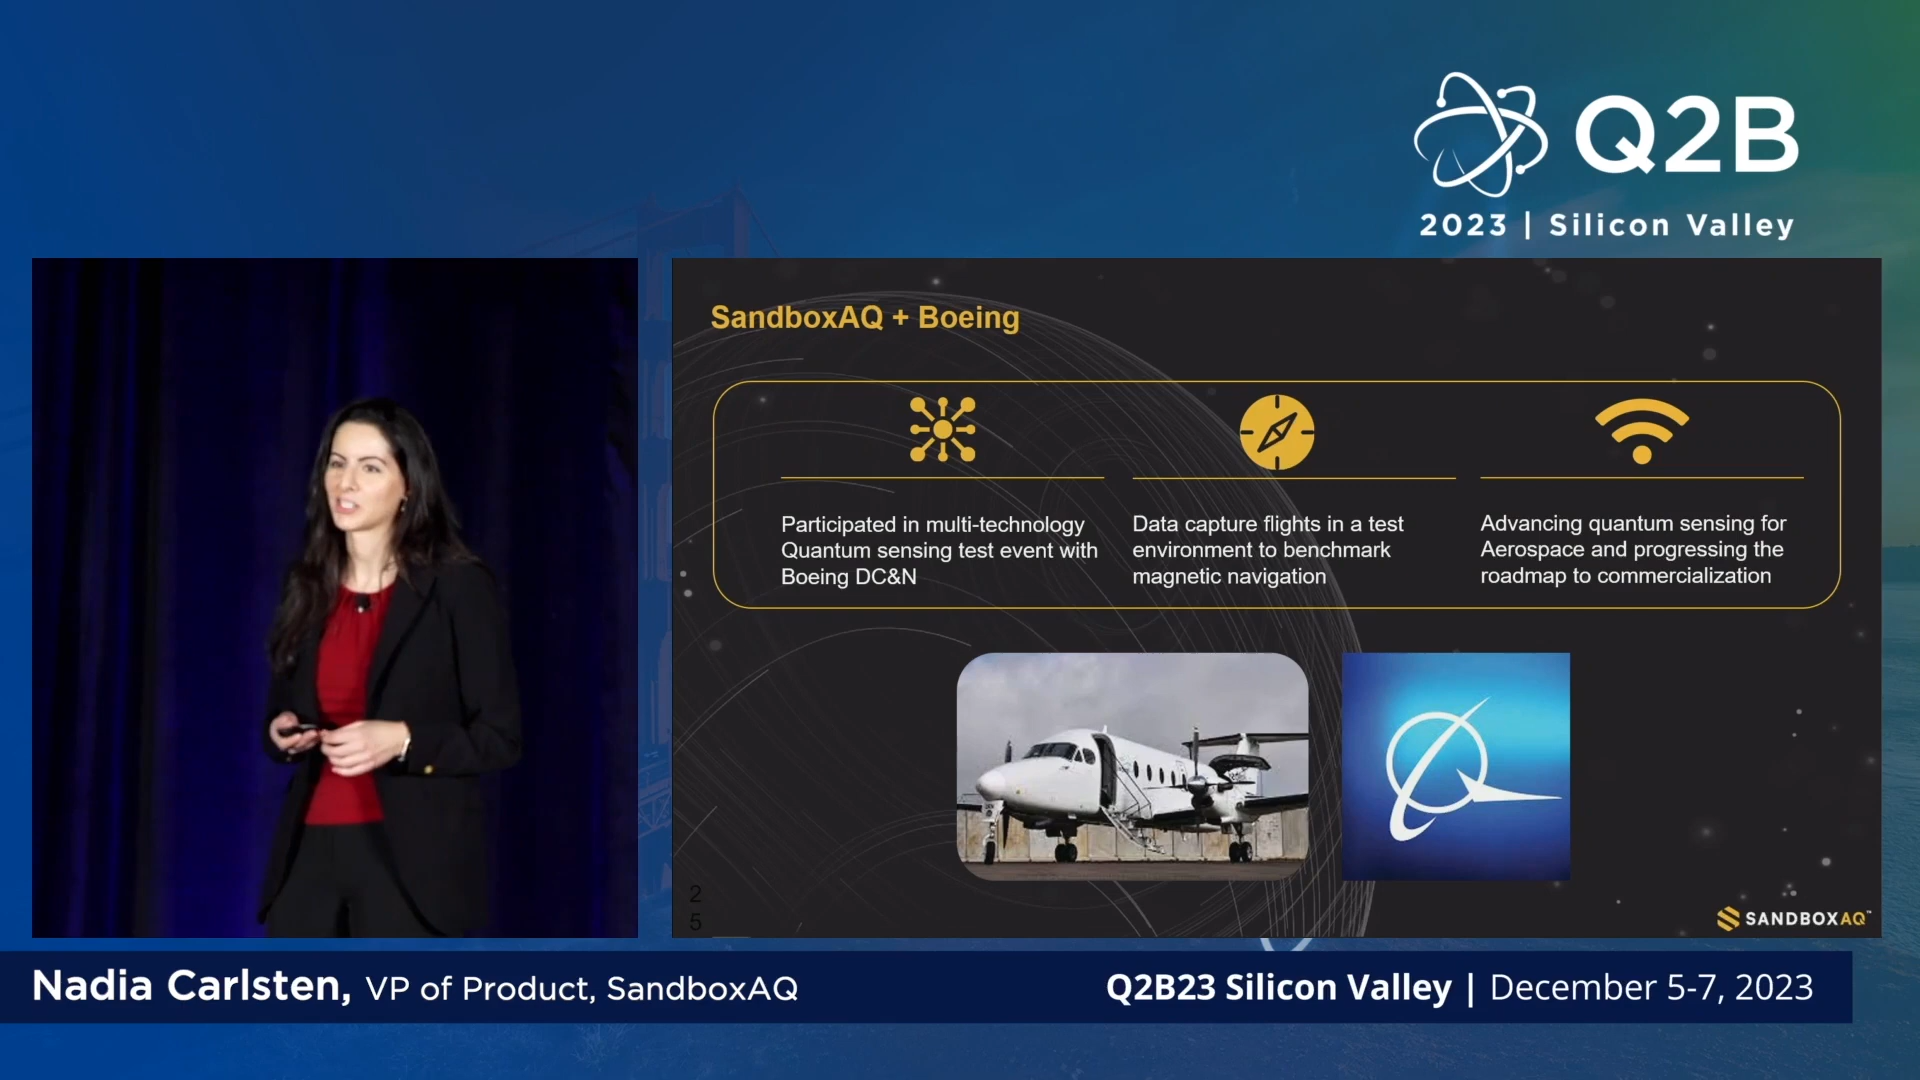 Q2B
2023 | Silicon Valley
SandboxAQ + Boeing
Participated in multi-technology
Quantum sensing test event with
Boeing DC&N
Data capture flights in a test
environment to benchmark
magnetic navigation
Advancing quantum sensing for
Aerospace and progressing the
roadmap to commercialization
2
5
SANDBOXAQ™
Nadia Carlsten, VP of Product, SandboxAQ
Q2B23 Silicon Valley | December 5-7, 2023